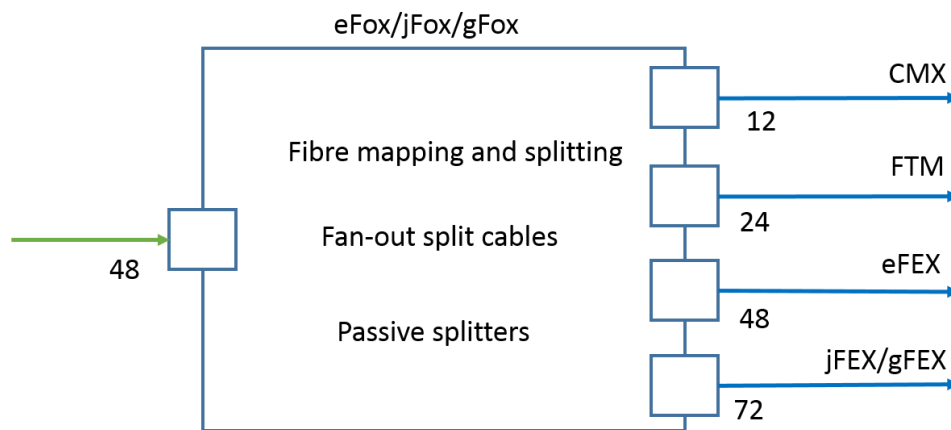 eFox/jFox/gFox
CMX
12
Fibre mapping and splitting
FTM
24
Fan-out split cables
48
eFEX
48
Passive splitters
jFEX/gFEX
72